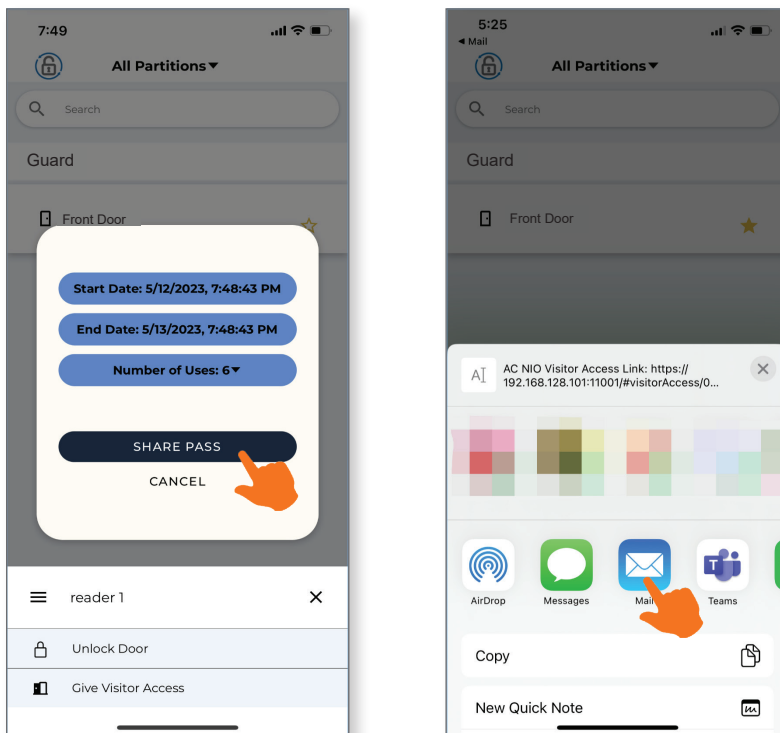 7:49
All Partitions
Search
Guard
Front Door
Start Date: 5/12/2023, 7:48:43 PM
End Date: 5/13/2023, 7:48:43 PM
Number of Uses: 6
SHARE PASS
CANCEL
reader 1
Unlock Door
Give Visitor Access
5:25
Mail
All Partitions
Search
Guard
Front Door
AC NIO Visitor Access Link: https://
192.168.128.101:11001/#visitorAccess/0...
AirDrop
Messages
Mail
Teams
Copy
New Quick Note